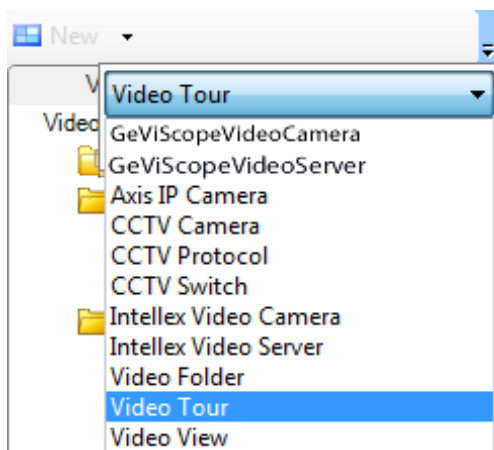 New
V
Video Tour
Video
GeViScopeVideoCamera
GeViScopeVideoServer
Axis IP Camera
CCTV Camera
CCTV Protocol
CCTV Switch
Intellex Video Camera
Intellex Video Server
Video Folder
Video Tour
Video View